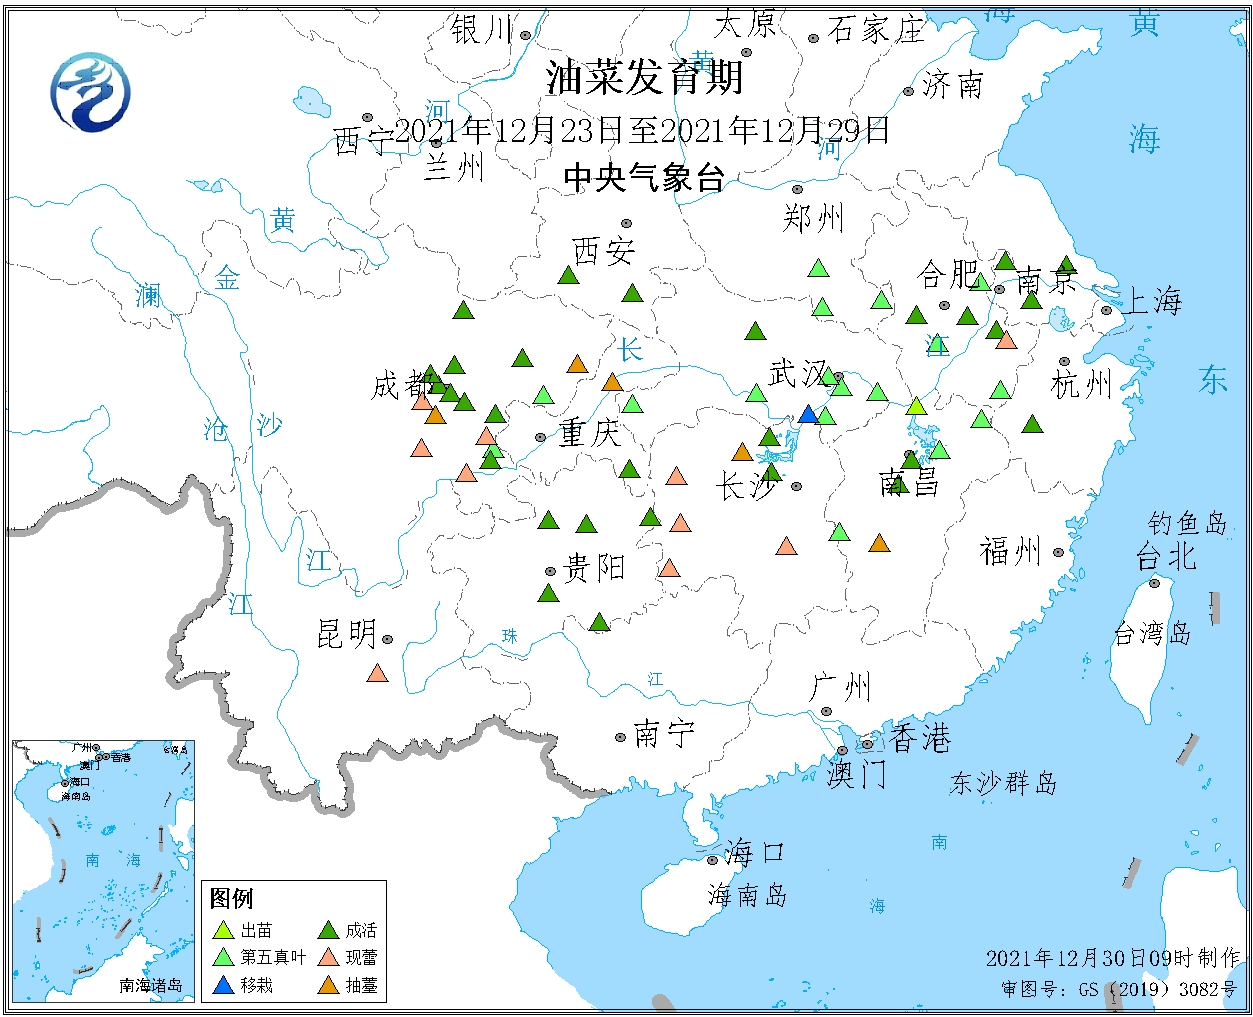 银川
太原
石家庄
海
黄
黄
油菜发育期
济南
河
2021年12月23日至2021年12月29日
西宁
兰州
河
海
中央气象台
郑州
黄
西安
金
澜
合肥
南京
上海
长
江
武汉
成都
杭州
东
沧
沙
重庆
长沙
南昌
钓鱼岛
台北
福州
江
贵阳
江
昆明
珠
台湾岛
江
广州
南宁
香港
澳门
东沙群岛
广州
香港
澳门
海口
海南岛
台湾岛
南
海
南海诸岛
海口
海南岛
南
海
图例
出苗
成活
第五真叶
现蕾
移栽
抽薹
2021年12月30日09时制作
审图号: GS (2019) 3082号